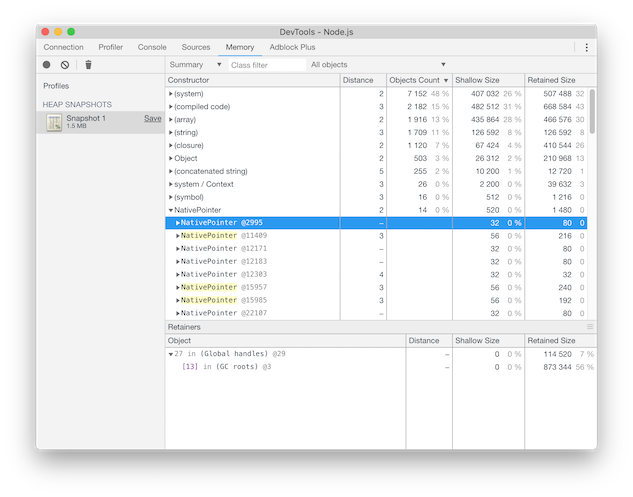 DevTools - Node.js
Connection Profiler Console Sources Memory Adblock Plus
Summary ▼ Class filter All objects ▼
Profiles
HEAP SNAPSHOTS
Snapshot 1 Save
1.5 MB
Constructor Distance Objects Count ▼ Shallow Size Retained Size
▶(system) 2 7 152 48 % 407 032 26 % 507 488 32
▶(compiled code) 3 2 182 15 % 482 512 31 % 668 584 43
▶(array) 2 1 916 13 % 435 864 28 % 466 576 30
▶(string) 3 1 709 11 % 126 592 8 % 126 592 8
▶(closure) 2 1 120 7 % 67 424 4 % 410 544 26
▶Object 2 503 3 % 26 312 2 % 210 968 13
▶(concatenated string) 5 255 2 % 10 200 1 % 12 720 1
▶system / Context 3 26 0 % 2 200 0 % 39 632 3
▶(symbol) 3 16 0 % 512 0 % 1 216 0
▼NativePointer 2 14 0 % 520 0 % 1 480 0
▶NativePointer @2995 – 32 0 % 80 0
▶NativePointer @11409 3 56 0 % 216 0
▶NativePointer @12171 – 32 0 % 80 0
▶NativePointer @12183 – 32 0 % 80 0
▶NativePointer @12303 4 32 0 % 32 0
▶NativePointer @15957 3 56 0 % 240 0
▶NativePointer @15985 3 56 0 % 192 0
▶NativePointer @22107 – 32 0 % 80 0
Retainers
Object Distance Shallow Size Retained Size
▼27 in (Global handles) @29 – 0 0 % 114 520 7 %
[13] in (GC roots) @3 – 0 0 % 873 344 56 %